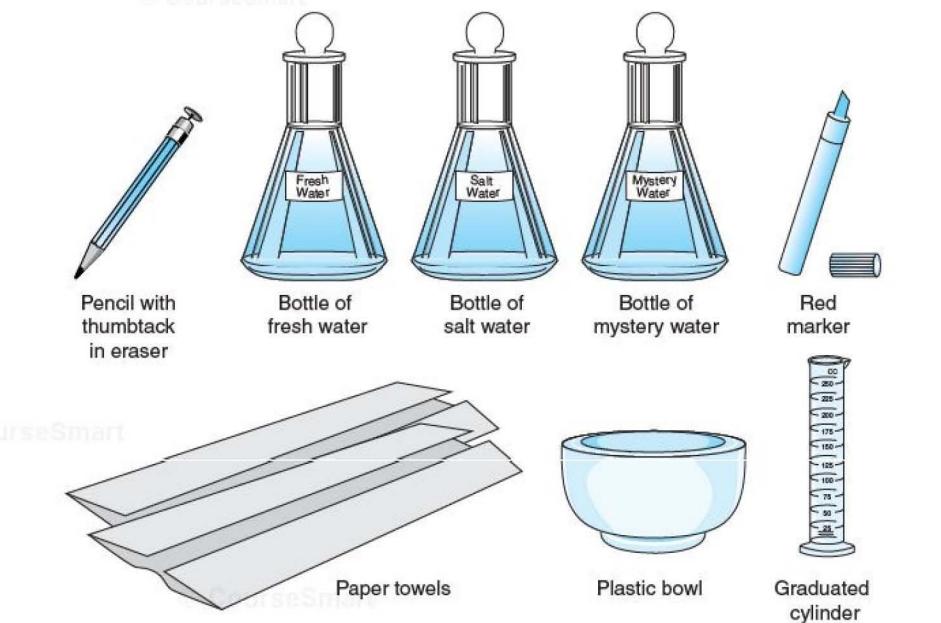 © CourseSmart
Fresh
Water
Salt
Water
Mystery
Water
Pencil with
thumbtack
in eraser
Bottle of
fresh water
Bottle of
salt water
Bottle of
mystery water
Red
marker
CC
250
225
200
175
150
125
100
75
50
25
urseSmart
Paper towels
Plastic bowl
Graduated
cylinder
© CourseSmart